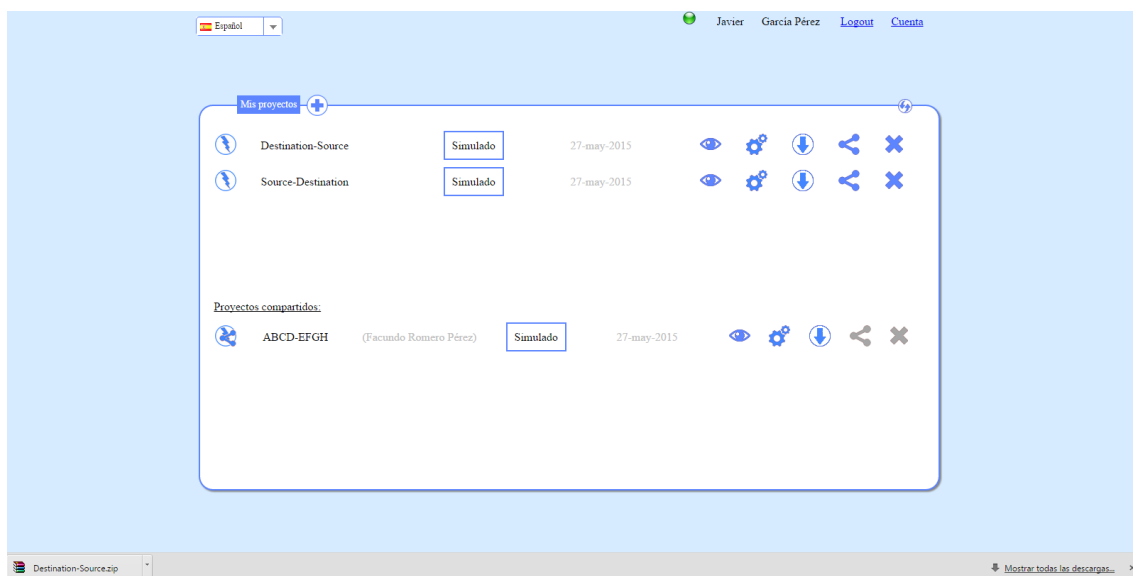 Español
Javier García Pérez Logout Cuenta
Mis proyectos
Destination-Source Simulado 27-may-2015
Source-Destination Simulado 27-may-2015
Proyectos compartidos:
ABCD-EFGH (Facundo Romero Pérez) Simulado 27-may-2015
Destination-Source.zip Mostrar todas las descargas...